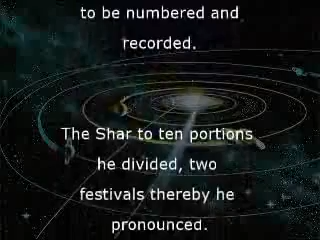 to be numbered and
recorded.
The Shar to ten portions
he divided, two
festivals thereby he
pronounced.